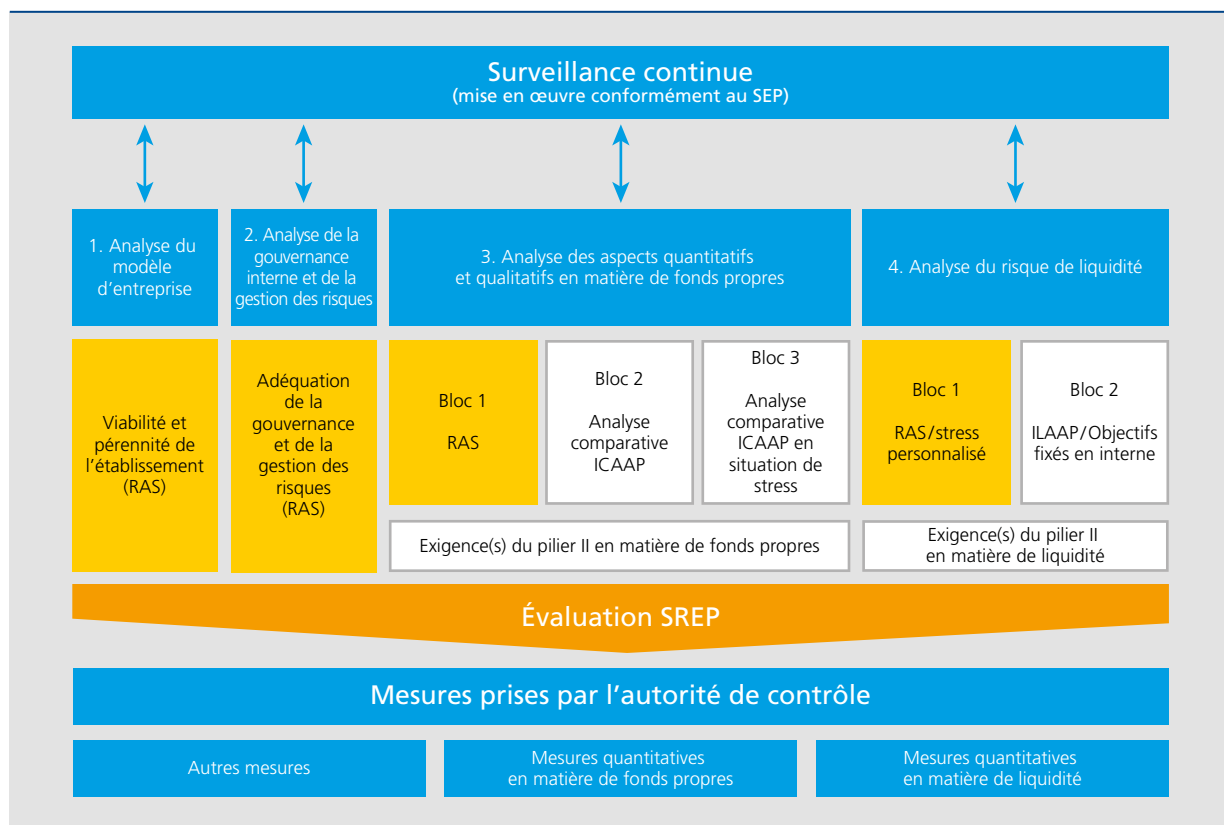 Surveillance continue
(mise en œuvre conformément au SEP)
1. Analyse du
modèle
d’entreprise
2. Analyse de la
gouvernance
interne et de la
gestion des risques
3. Analyse des aspects quantitatifs
et qualitatifs en matière de fonds propres
4. Analyse du risque de liquidité
Viabilité et
pérennité de
l’établissement
(RAS)
Adéquation
de la
gouvernance
et de la
gestion des
risques
(RAS)
Bloc 1
RAS
Bloc 2
Analyse
comparative
ICAAP
Bloc 3
Analyse
comparative
ICAAP en
situation de
stress
Bloc 1
RAS/stress
personnalisé
Bloc 2
ILAAP/Objectifs
fixés en interne
Exigence(s) du pilier II en matière de fonds propres
Exigence(s) du pilier II
en matière de liquidité
Évaluation SREP
Mesures prises par l’autorité de contrôle
Autres mesures
Mesures quantitatives
en matière de fonds propres
Mesures quantitatives
en matière de liquidité